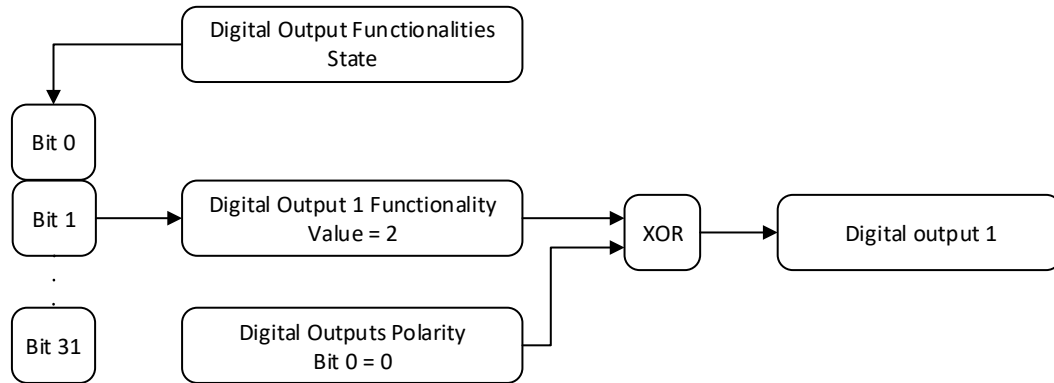 Digital Output Functionalities
State
Bit 0
Bit 1
Digital Output 1 Functionality
Value = 2
XOR
Digital output 1
.
.
.
Bit 31
Digital Outputs Polarity
Bit 0 = 0